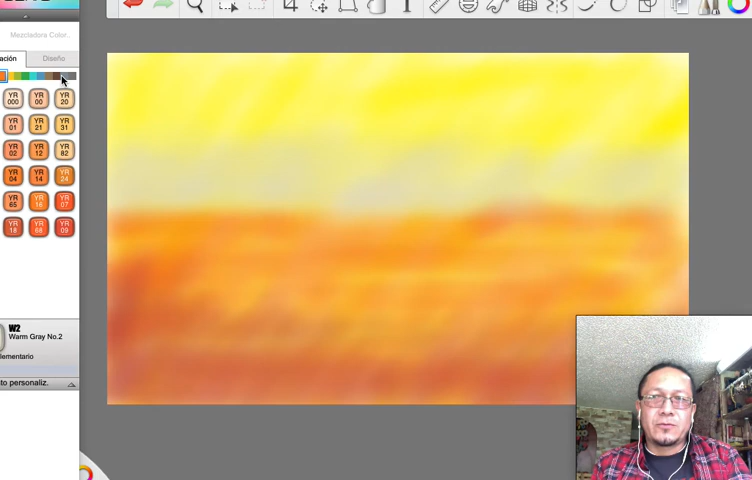 Mezcladora Color..
ación Diseño
YR 000 YR 00 YR 20
YR 01 YR 21 YR 31
YR 02 YR 12 YR 82
YR 04 YR 14 YR 24
YR 65 YR 16 YR 07
YR 18 YR 68 YR 09
W2
Warm Gray No.2
lementario
to personaliz.
T